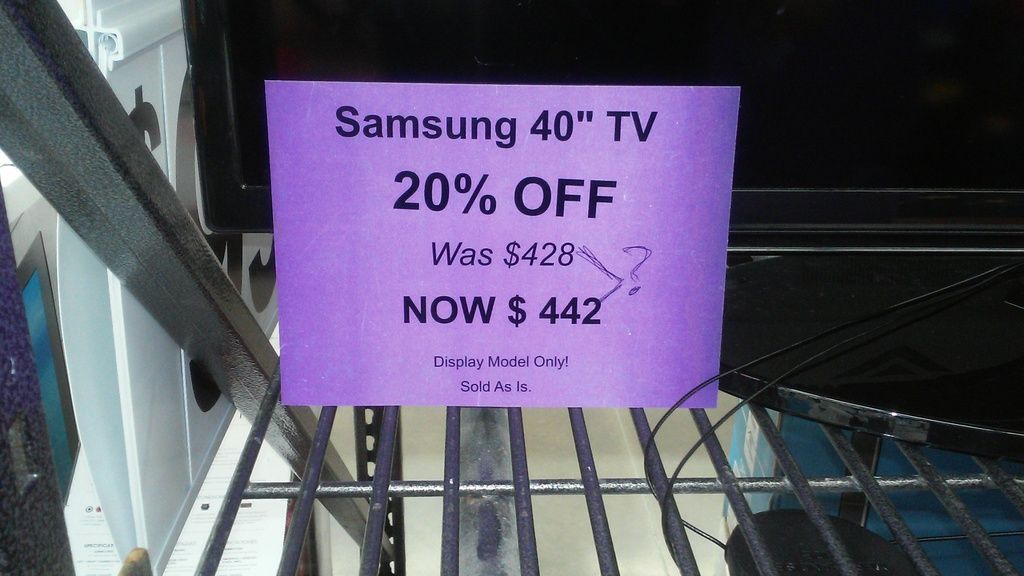 Samsung 40" TV
20% OFF
Was $428
?
NOW $ 442
Display Model Only!
Sold As Is.